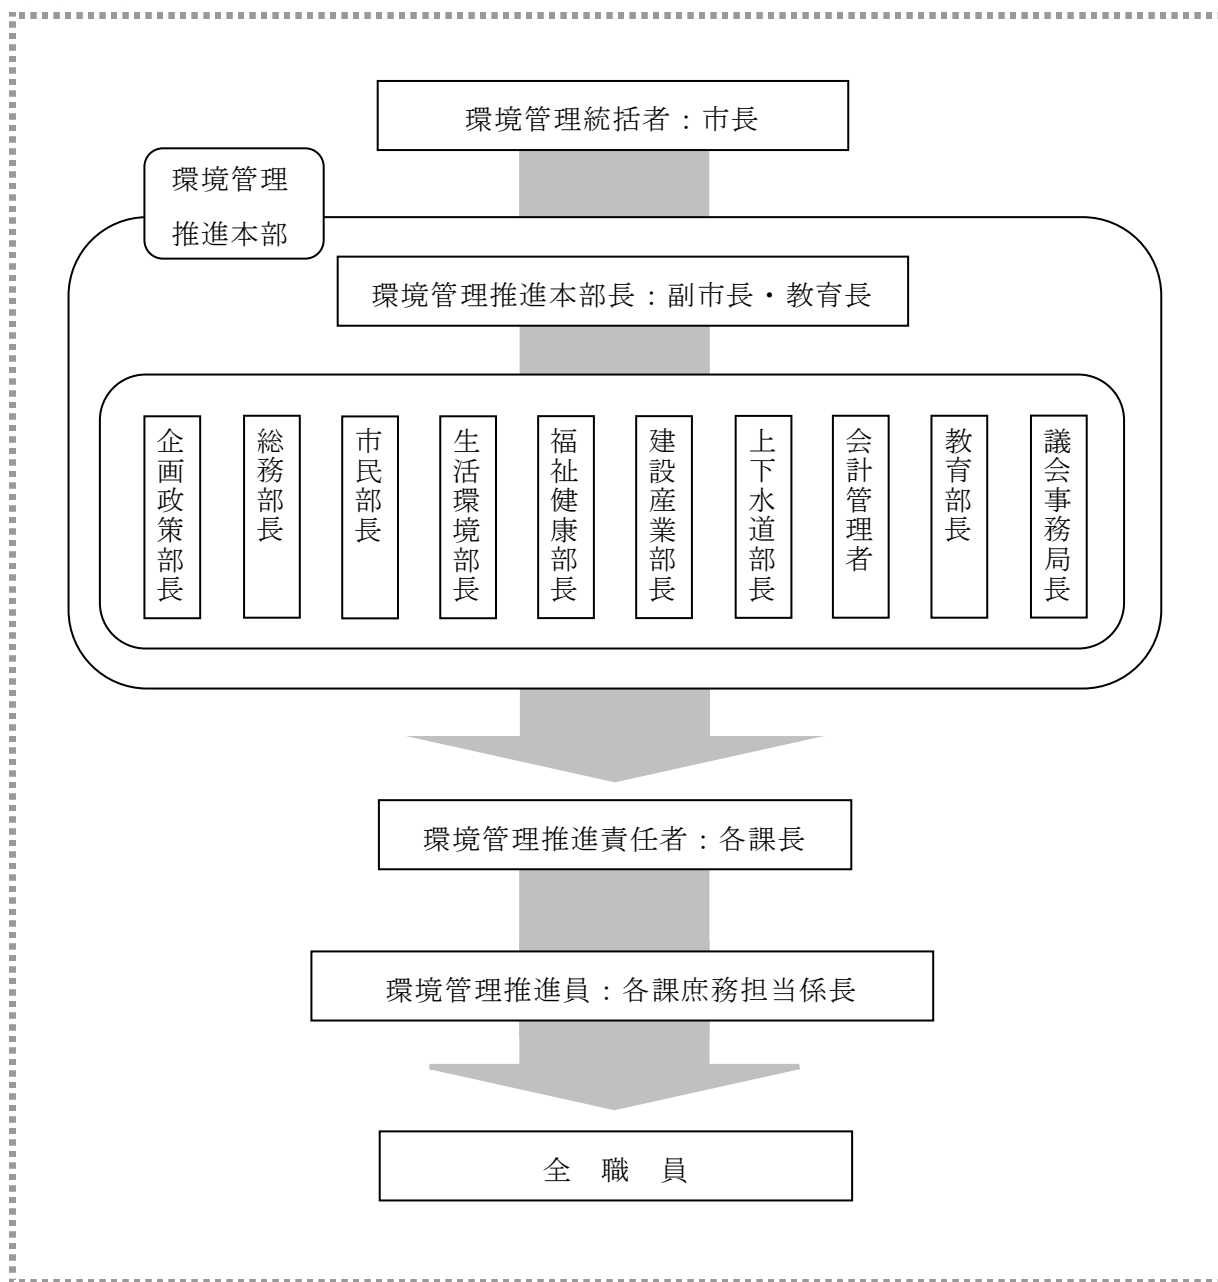 環境管理統括者：市長
環境管理
推進本部
環境管理推進本部長：副市長・教育長
企画政策部長
総務部長
市民部長
生活環境部長
福祉健康部長
建設産業部長
上下水道部長
会計管理者
教育部長
議会事務局長
環境管理推進責任者：各課長
環境管理推進員：各課庶務担当係長
全　職　員